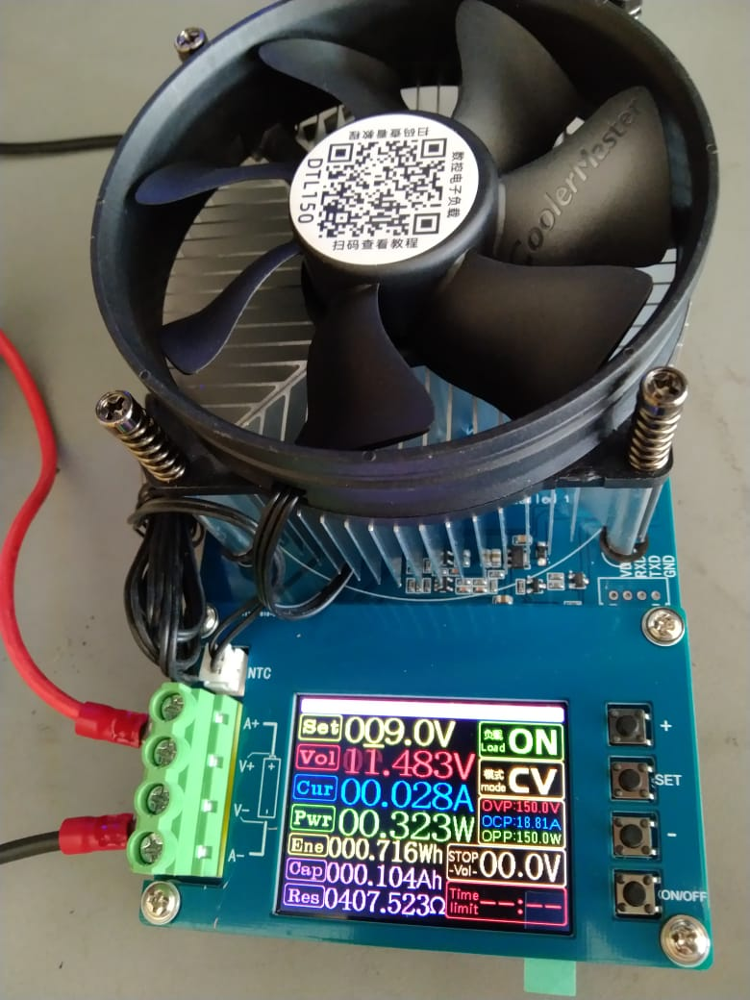 扫码查看教程
数控电子负载
DTL150
扫码查看教程
CoolerMaster
RXD
TXD
GND
NTC
A+
V+
V-
A-
Set 009.0V
Vol 11.483V
Cur 00.028A
Pwr 00.323W
Ene 000.716Wh
Cap 000.104Ah
Res 0407.523Ω
负载 Load ON
模式 mode CV
OVP:150.0V
OCP:18.81A
OPP:150.0W
STOP -Vol: 00.0V
Time limit --:--
+
SET
-
ON/OFF